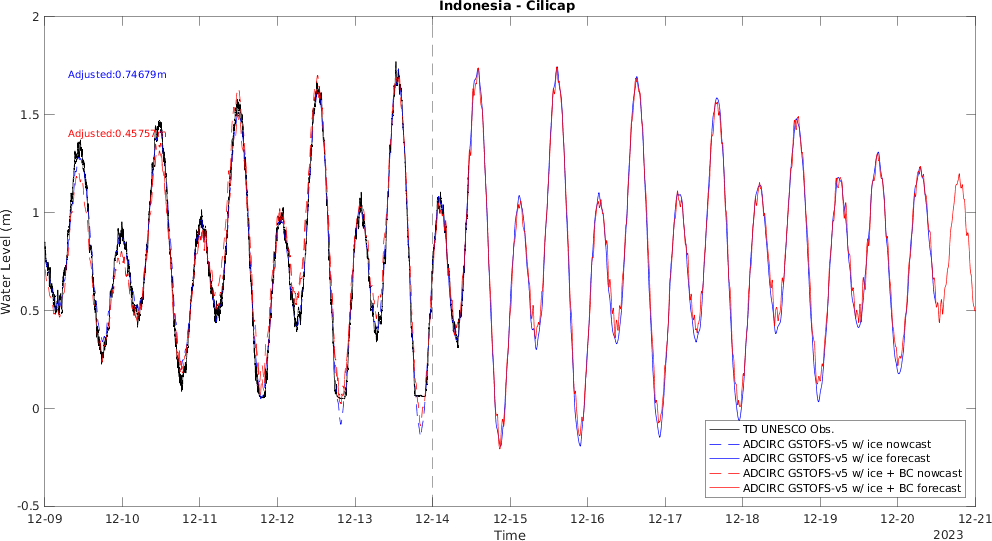 Indonesia - Cilicap
2
1.5
1
0.5
0
-0.5
Water Level (m)
Adjusted:0.74679m
Adjusted:0.45757m
TD UNESCO Obs.
ADCIRC GSTOFS-v5 w/ ice nowcast
ADCIRC GSTOFS-v5 w/ ice forecast
ADCIRC GSTOFS-v5 w/ ice + BC nowcast
ADCIRC GSTOFS-v5 w/ ice + BC forecast
12-09 12-10 12-11 12-12 12-13 12-14 12-15 12-16 12-17 12-18 12-19 12-20 12-21
Time
2023